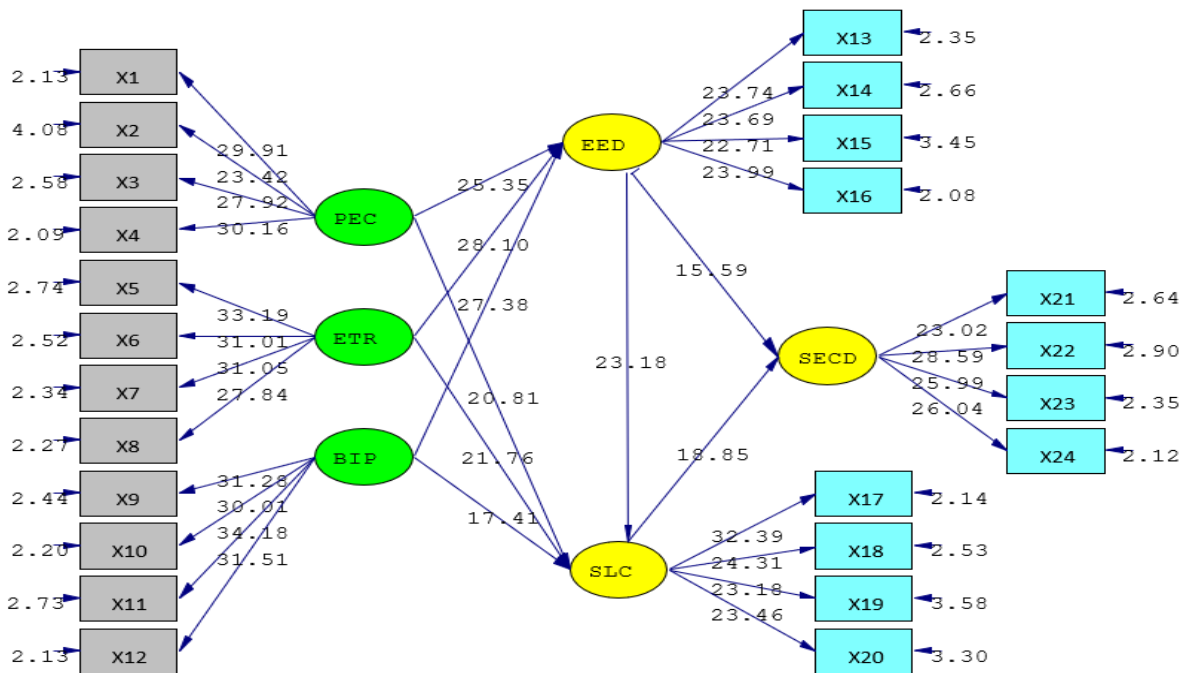 2.13 X1
4.08 X2
2.58 X3
2.09 X4
2.74 X5
2.52 X6
2.34 X7
2.27 X8
2.44 X9
2.20 X10
2.73 X11
2.13 X12
29.91
23.42
27.92
30.16
33.19
31.01
31.05
27.84
31.28
30.01
34.18
31.51
PEC
ETR
BIP
25.35
28.10
27.38
20.81
21.76
17.41
EED
23.18
SLC
15.59
18.85
SECD
23.74
23.69
22.71
23.99
X13 2.35
X14 2.66
X15 3.45
X16 2.08
23.02
28.59
25.99
26.04
X21 2.64
X22 2.90
X23 2.35
X24 2.12
32.39
24.31
23.18
23.46
X17 2.14
X18 2.53
X19 3.58
X20 3.30